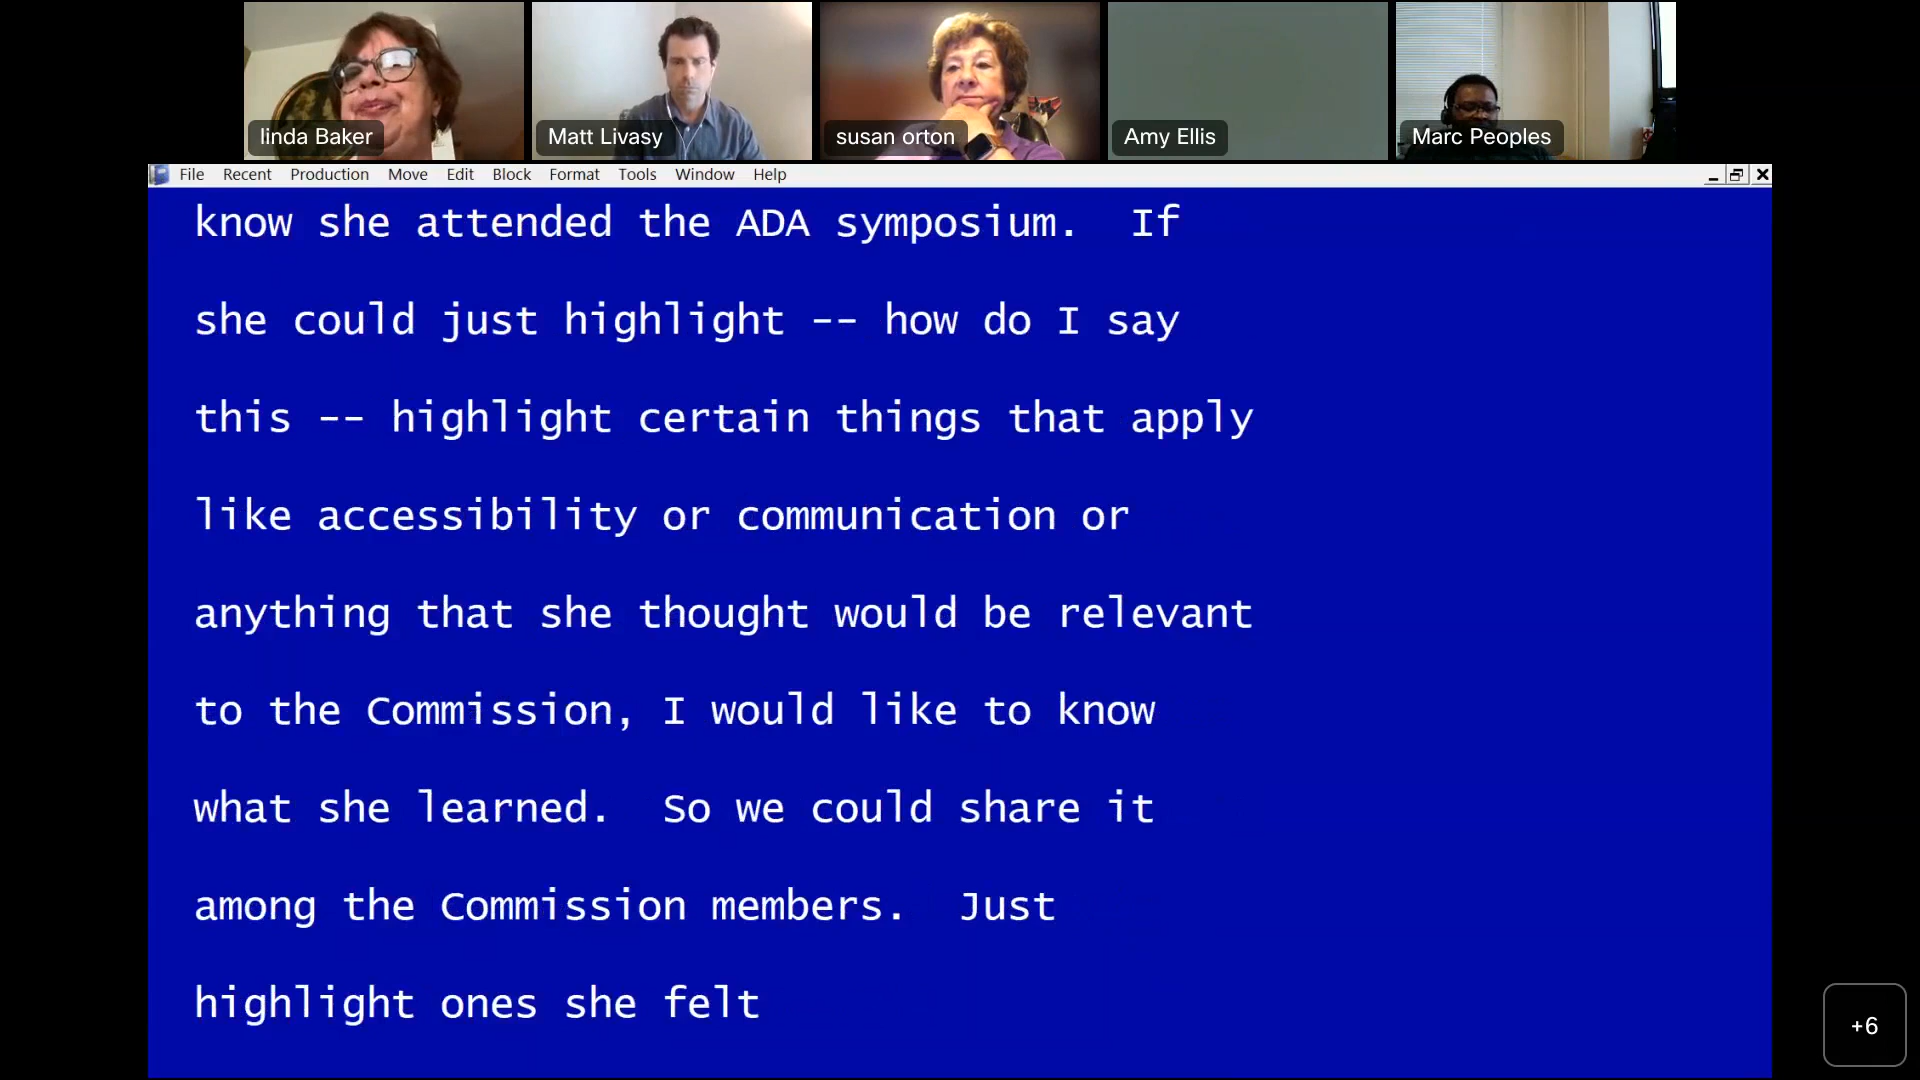 linda Baker
Matt Livasy
susan orton
Amy Ellis
Marc Peoples
File Recent Production Move Edit Block Format Tools Window Help
know she attended the ADA symposium.  If
she could just highlight -- how do I say
this -- highlight certain things that apply
like accessibility or communication or
anything that she thought would be relevant
to the Commission, I would like to know
what she learned.  So we could share it
among the Commission members.  Just
highlight ones she felt
+6